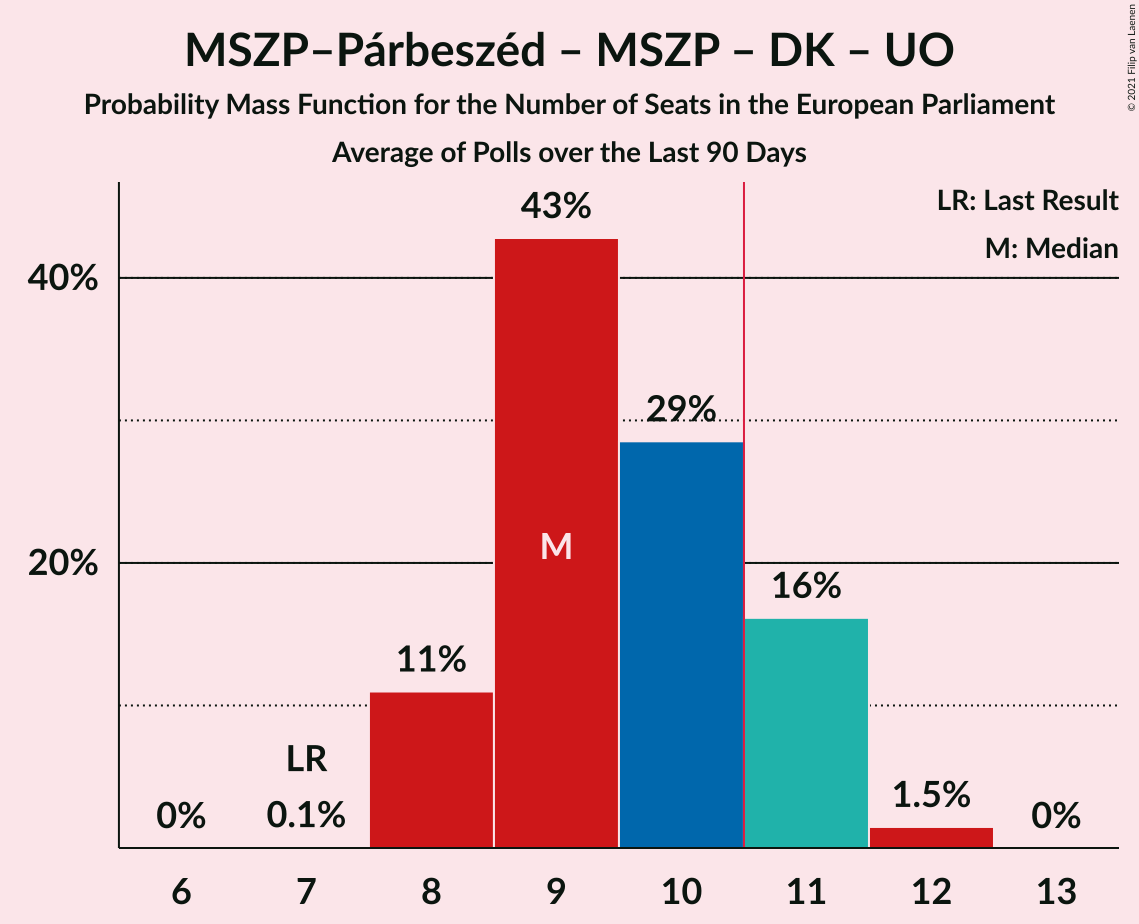 MSZP–Párbeszéd – MSZP – DK – UO
Probability Mass Function for the Number of Seats in the European Parliament
Average of Polls over the Last 90 Days
© 2021 Filip van Laenen
LR: Last Result
M: Median
43%
40%
29%
M
20%
16%
11%
LR
1.5%
0%
0.1%
0%
6 7 8 9 10 11 12 13